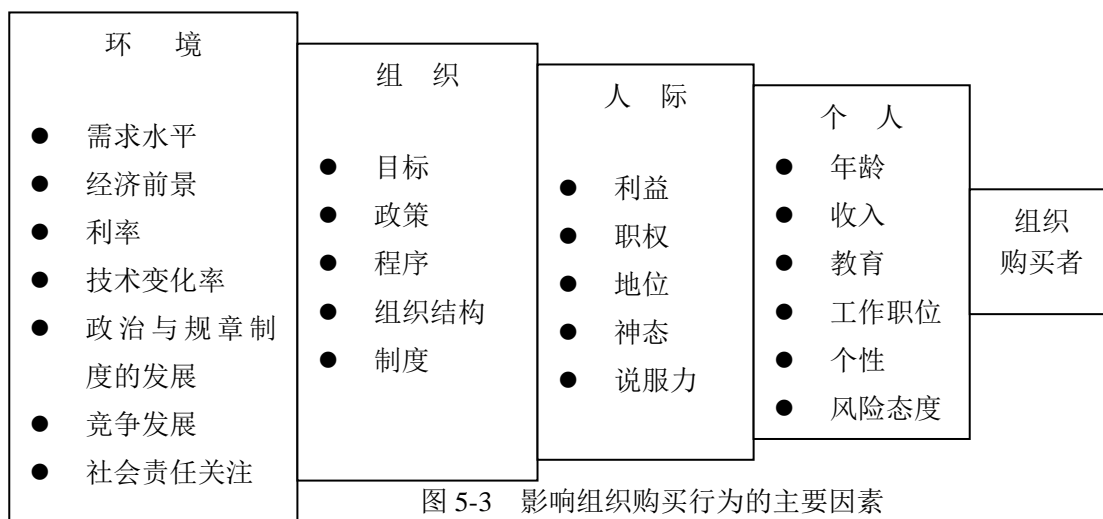 环 境
● 需求水平
● 经济前景
● 利率
● 技术变化率
● 政治与规章制
度的发展
● 竞争发展
● 社会责任关注
组 织
● 目标
● 政策
● 程序
● 组织结构
● 制度
人 际
● 利益
● 职权
● 地位
● 神态
● 说服力
个 人
● 年龄
● 收入
● 教育
● 工作职位
● 个性
● 风险态度
组织
购买者
图 5-3 影响组织购买行为的主要因素